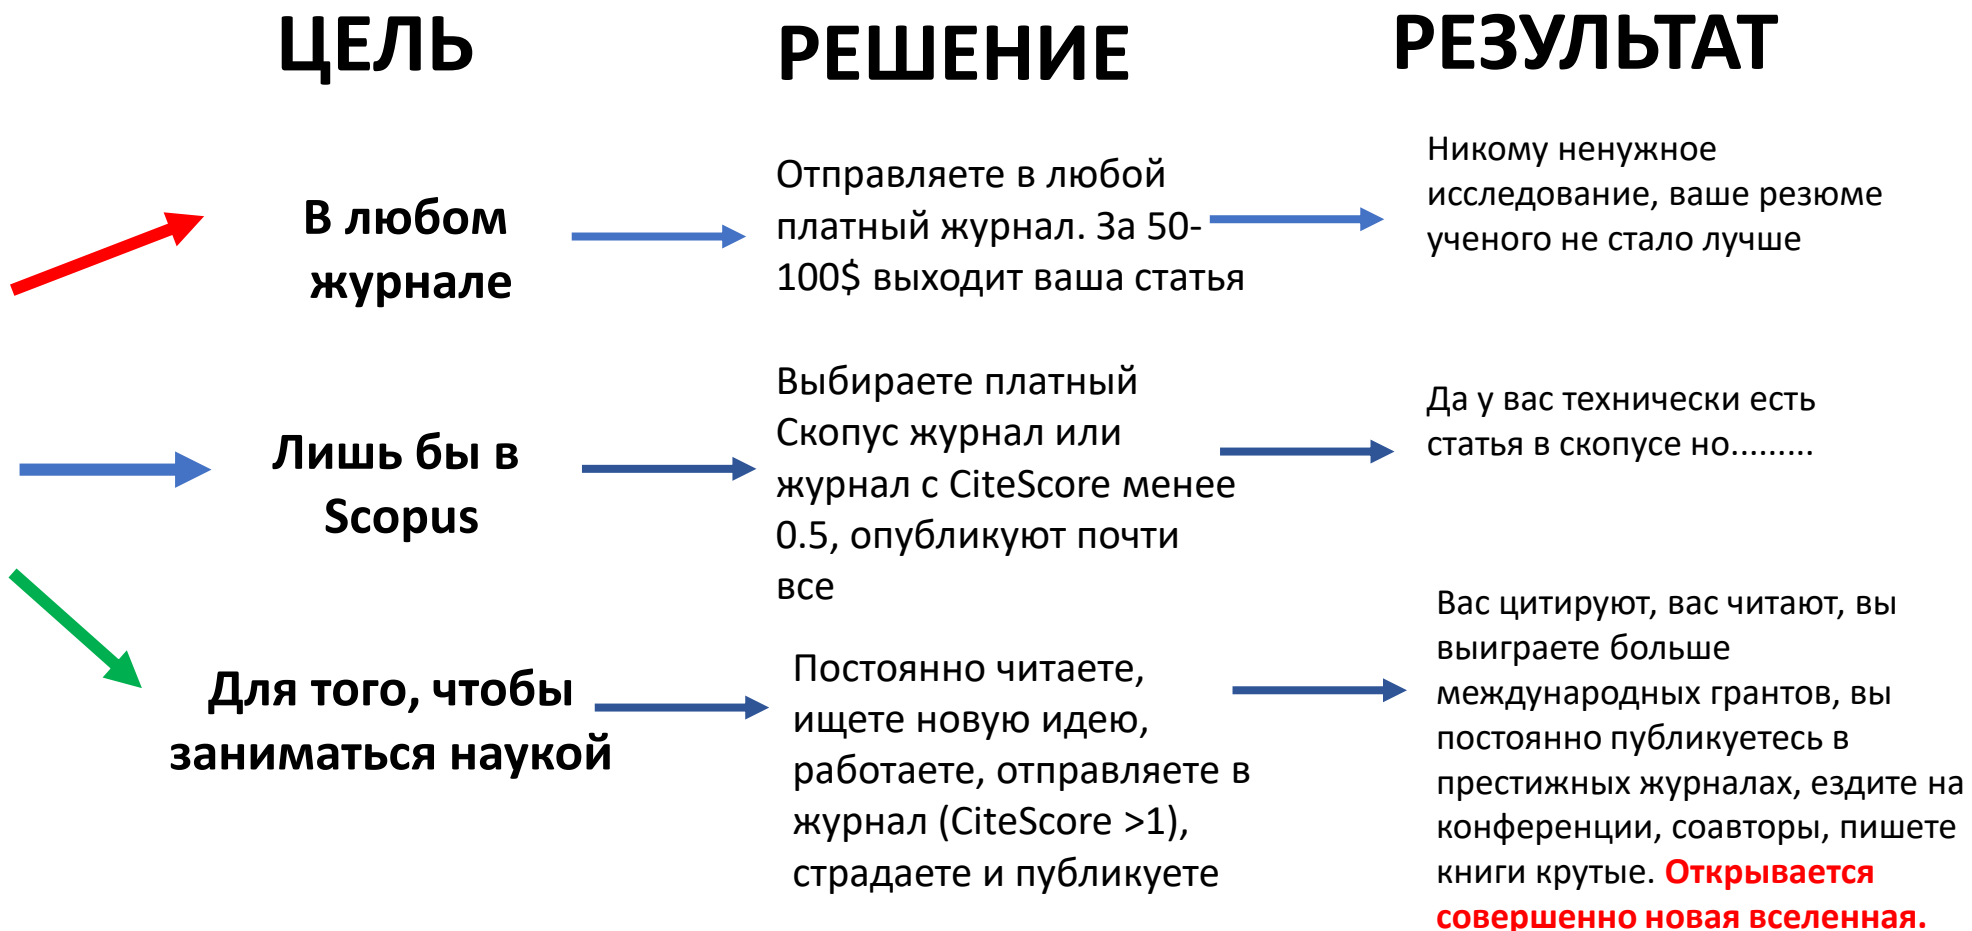 ЦЕЛЬ
РЕШЕНИЕ
РЕЗУЛЬТАТ
В любом
журнале
Отправляете в любой
платный журнал. За 50-
100$ выходит ваша статья
Никому ненужное
исследование, ваше резюме
ученого не стало лучше
Лишь бы в
Scopus
Выбираете платный
Скопус журнал или
журнал с CiteScore менее
0.5, опубликуют почти
все
Да у вас технически есть
статья в скопусе но.........
Для того, чтобы
заниматься наукой
Постоянно читаете,
ищете новую идею,
работаете, отправляете в
журнал (CiteScore >1),
страдаете и публикуете
Вас цитируют, вас читают, вы
выиграете больше
международных грантов, вы
постоянно публикуетесь в
престижных журналах, ездите на
конференции, соавторы, пишете
книги крутые. Открывается
совершенно новая вселенная.